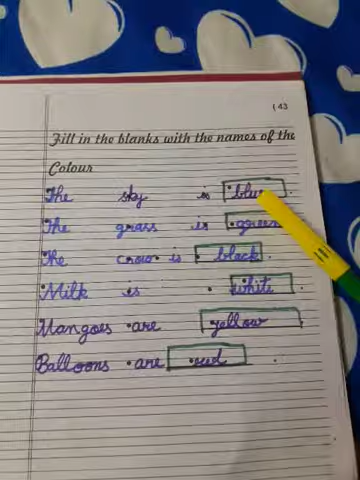 ( 43
Fill in the blanks with the names of the
Colour
The sky is blue.
The grass is green
the crow is black.
Milk is white.
Mangoes are yellow
Balloons are red.